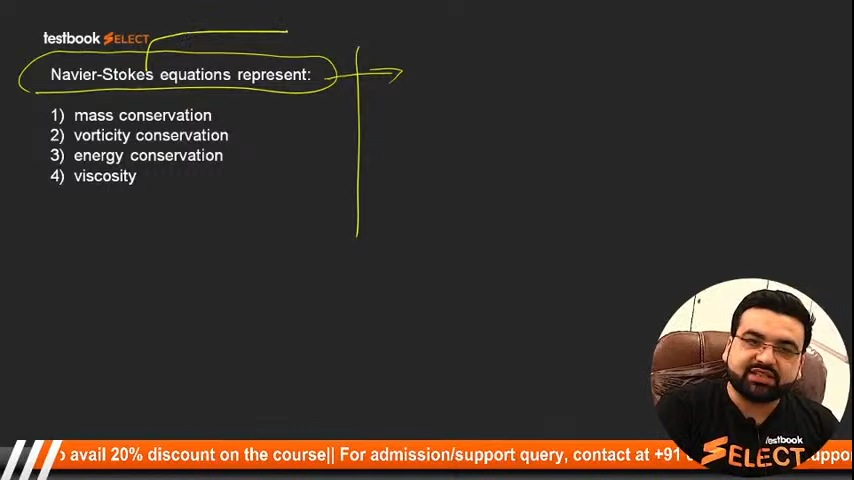 testbook SELECT
Navier-Stokes equations represent:
1) mass conservation
2) vorticity conservation
3) energy conservation
4) viscosity
testbook
SELECT
o avail 20% discount on the course|| For admission/support query, contact at +91